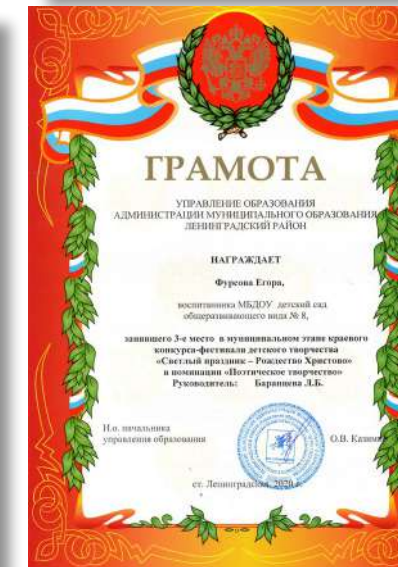 ГРАМОТА
УПРАВЛЕНИЕ ОБРАЗОВАНИЯ
АДМИНИСТРАЦИИ МУНИЦИПАЛЬНОГО ОБРАЗОВАНИЯ
ЛЕНИНГРАДСКИЙ РАЙОН
НАГРАЖДАЕТ
Фурсова Егора,
воспитанника МБДОУ детский сад
общеразвивающего вида № 8,
занявшего 3-е место в муниципальном этапе краевого
конкурса-фестиваля детского творчества
«Светлый праздник – Рождество Христово»
в номинации «Поэтическое творчество»
Руководитель: Баранцева Л.Б.
И.о. начальника
управления образования
О.В.
ст. Ленинградская, 2020 г.